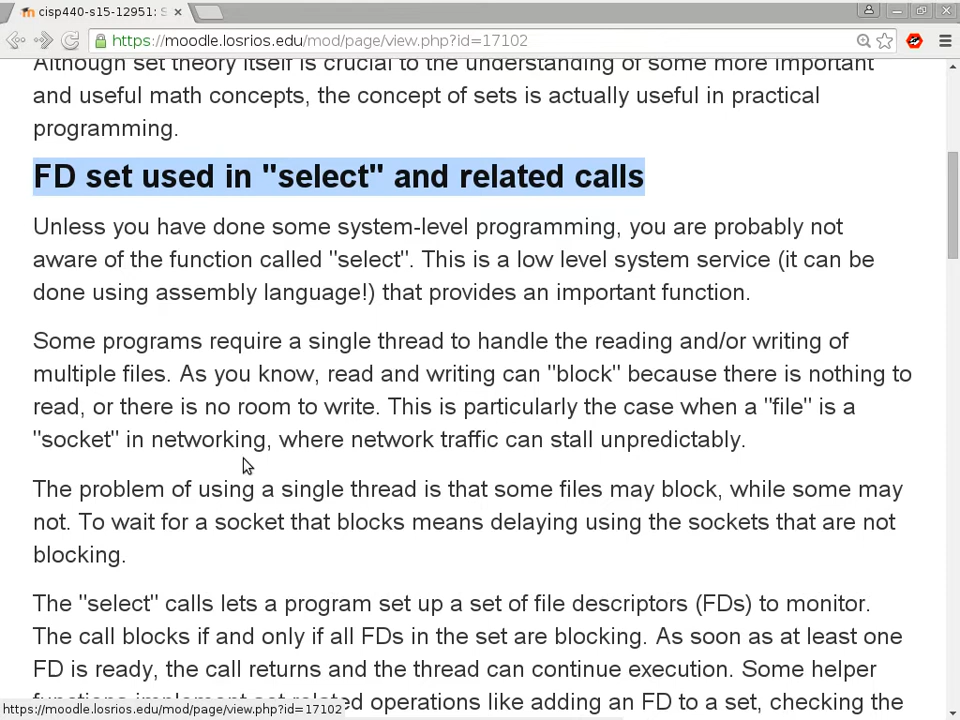 cisp440-s15-12951: S
https://moodle.losrios.edu/mod/page/view.php?id=17102
Although set theory itself is crucial to the understanding of some more important
and useful math concepts, the concept of sets is actually useful in practical
programming.
FD set used in "select" and related calls
Unless you have done some system-level programming, you are probably not
aware of the function called "select". This is a low level system service (it can be
done using assembly language!) that provides an important function.
Some programs require a single thread to handle the reading and/or writing of
multiple files. As you know, read and writing can "block" because there is nothing to
read, or there is no room to write. This is particularly the case when a "file" is a
"socket" in networking, where network traffic can stall unpredictably.
The problem of using a single thread is that some files may block, while some may
not. To wait for a socket that blocks means delaying using the sockets that are not
blocking.
The "select" calls lets a program set up a set of file descriptors (FDs) to monitor.
The call blocks if and only if all FDs in the set are blocking. As soon as at least one
FD is ready, the call returns and the thread can continue execution. Some helper
functions implement set related operations like adding an FD to a set, checking the
https://moodle.losrios.edu/mod/page/view.php?id=17102